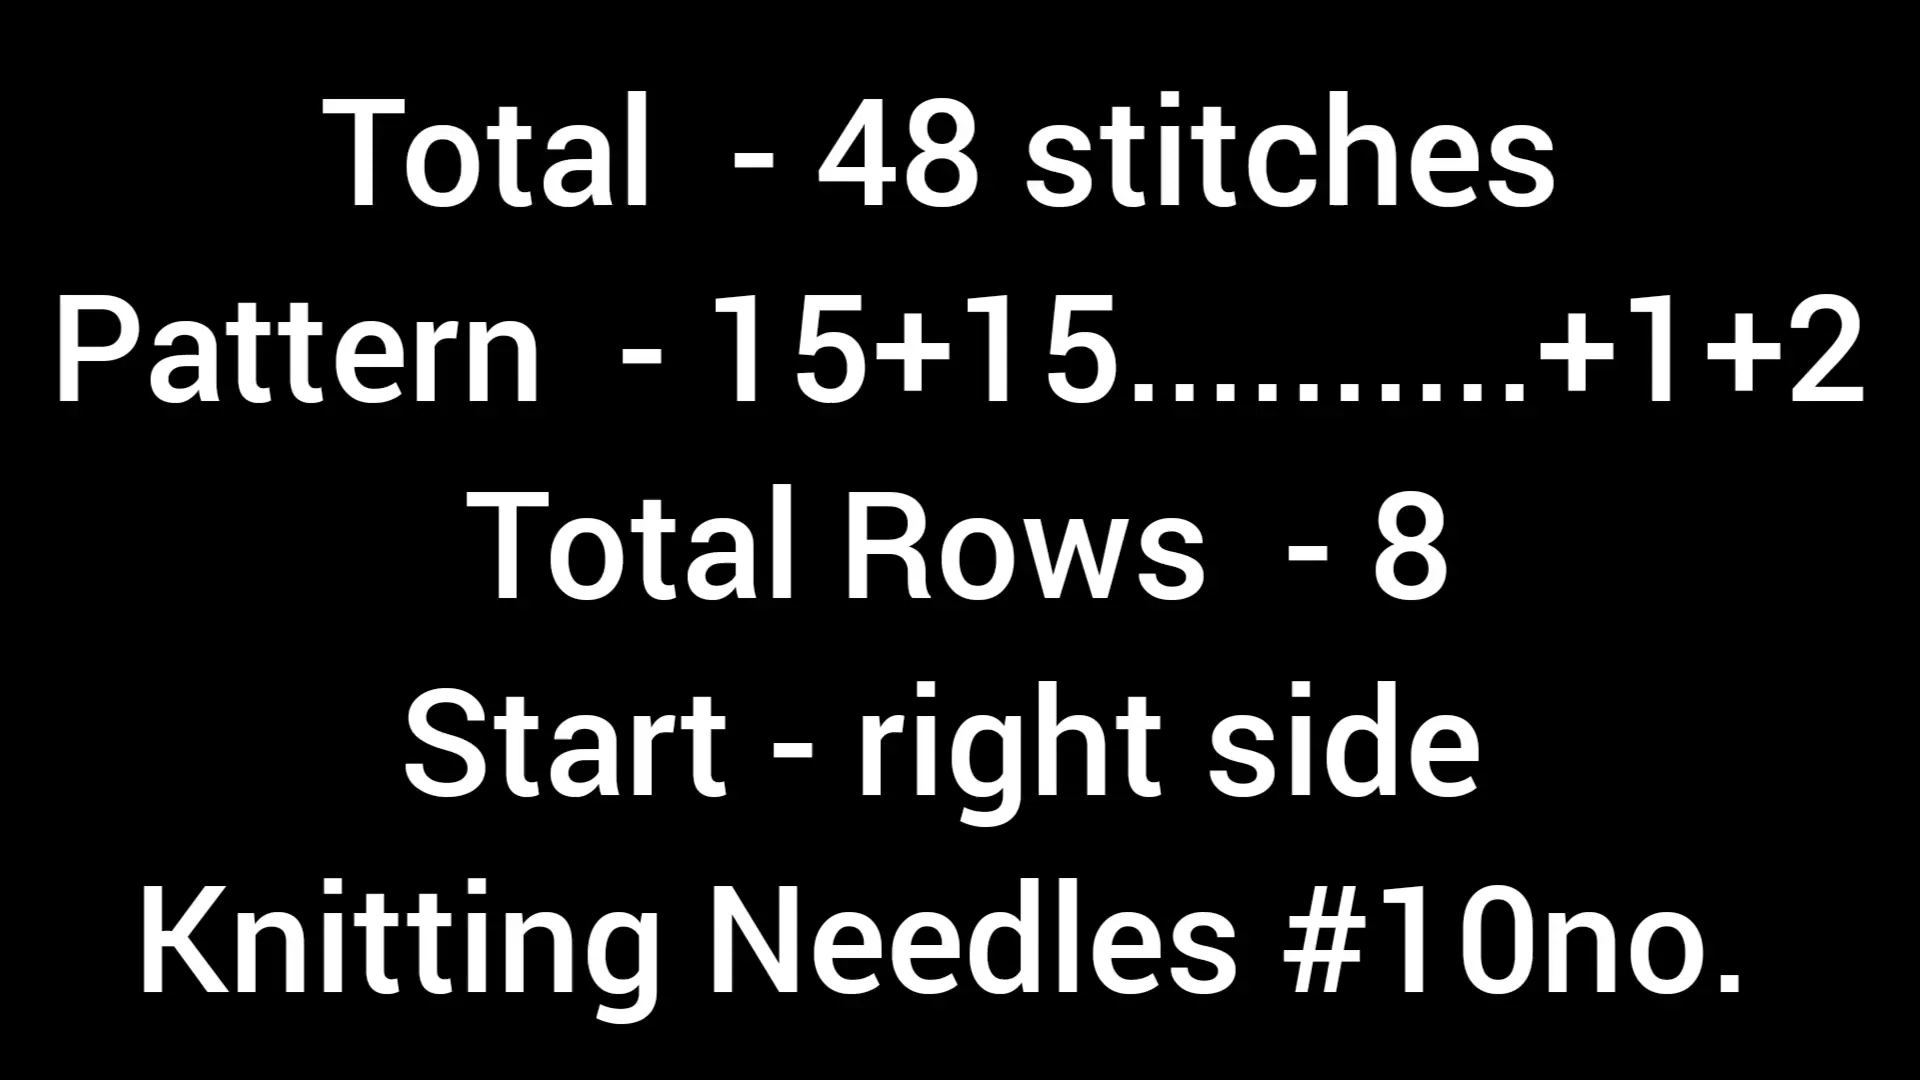 Total - 48 stitches
Pattern - 15+15..........+1+2
Total Rows - 8
Start - right side
Knitting Needles #10no.